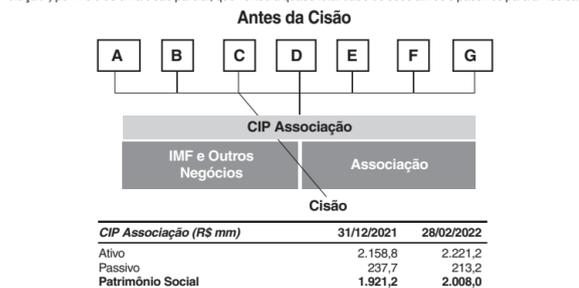 Antes da Cisão
A B C D E F G
CIP Associação
IMF e Outros
Negócios
Associação
Cisão
CIP Associação (R$ mm) 31/12/2021 28/02/2022
Ativo 2.158,8 2.221,2
Passivo 237,7 213,2
Patrimônio Social 1.921,2 2.008,0